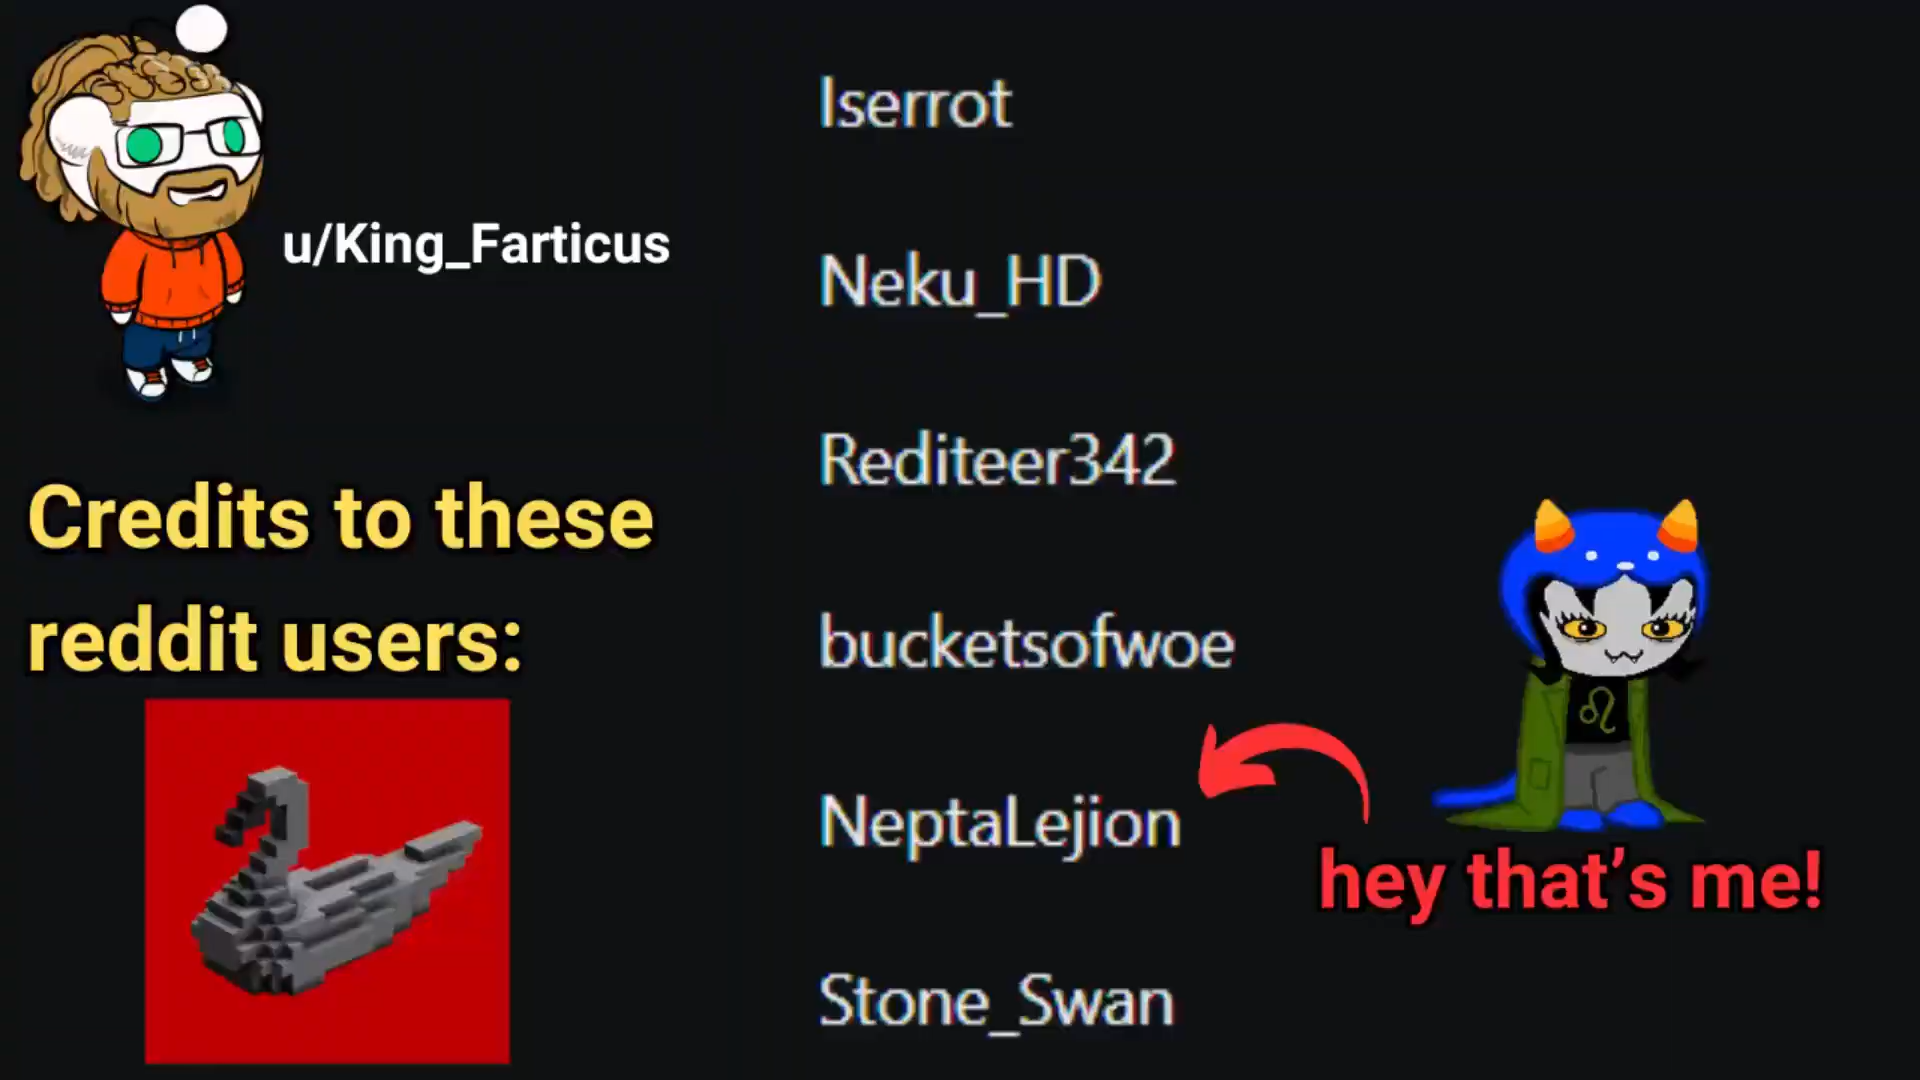 u/King_Farticus
Credits to these
reddit users:
Iserrot
Neku_HD
Rediteer342
bucketsofwoe
NeptaLejion
Stone_Swan
hey that’s me!